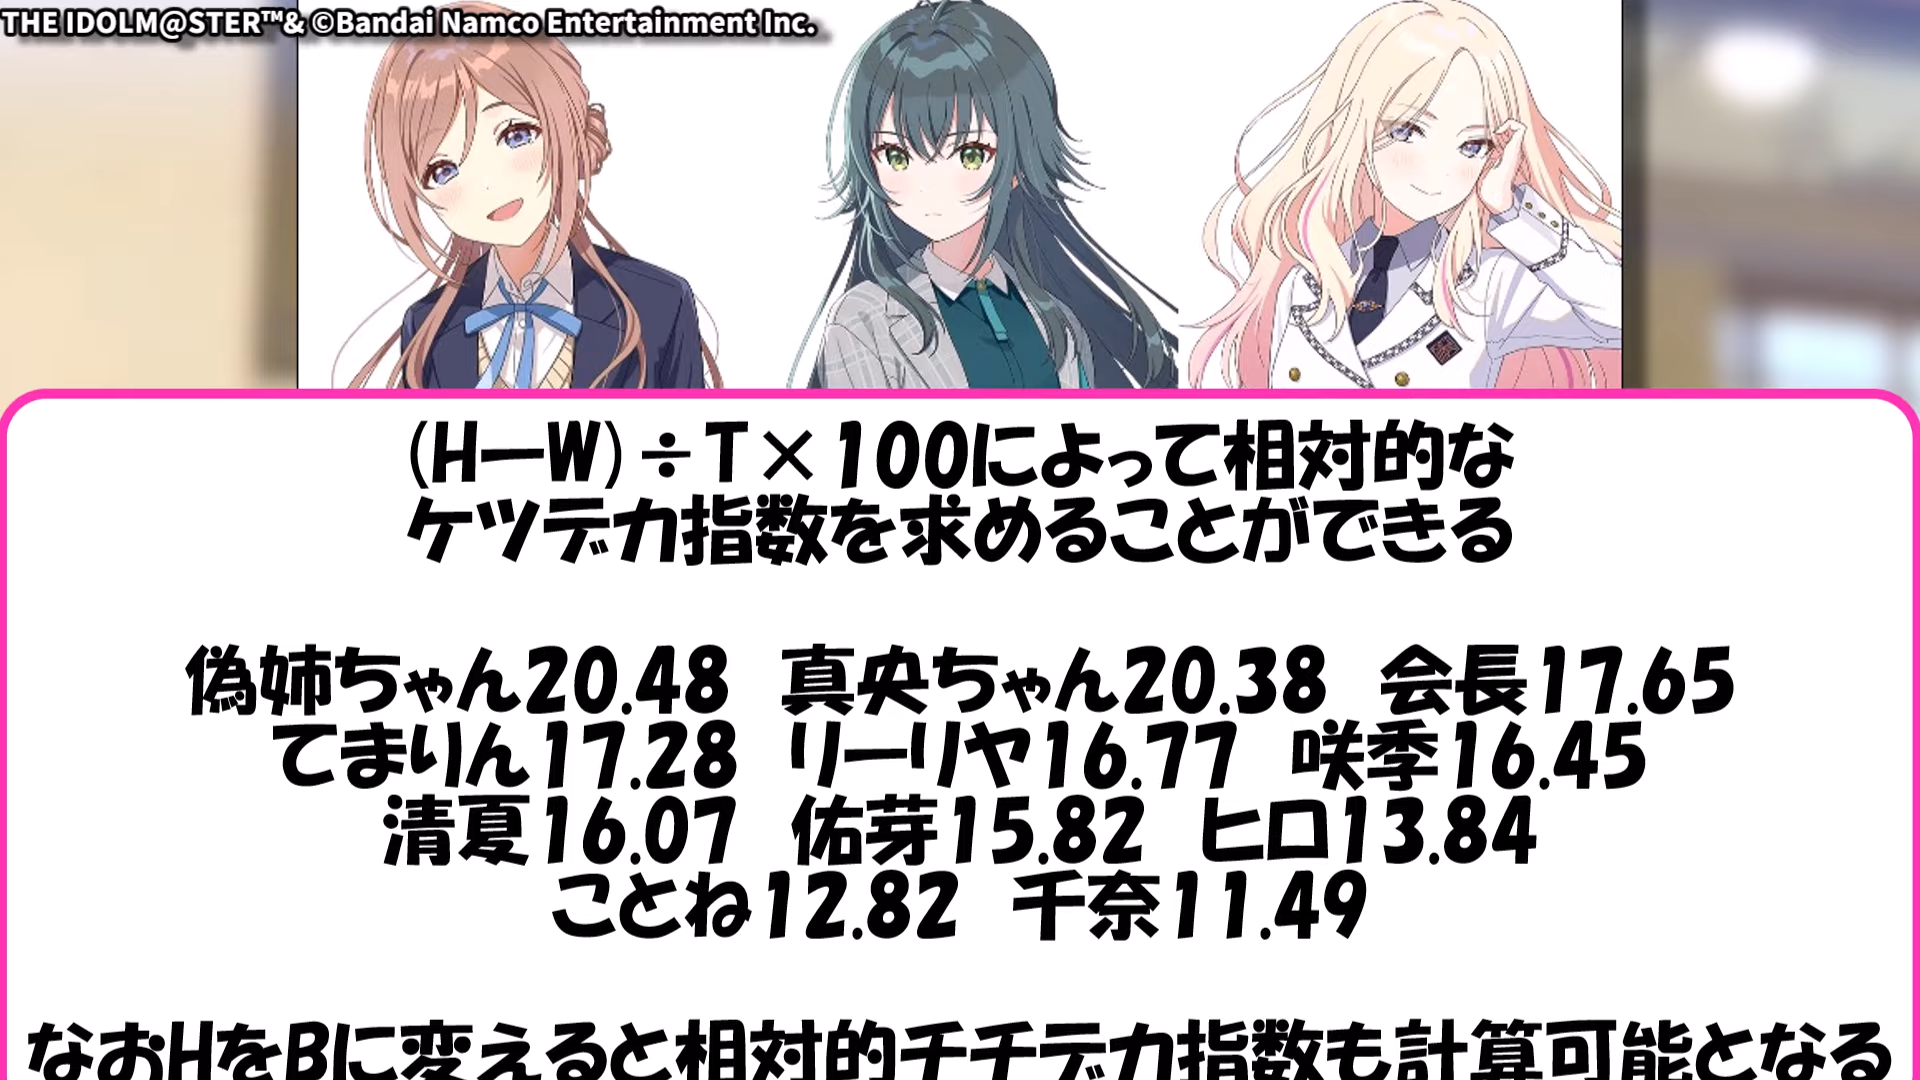 THE IDOLM@STER™& ©Bandai Namco Entertainment Inc.
(HーW)÷T×100によって相対的な
ケツデカ指数を求めることができる
偽姉ちゃん20.48　真央ちゃん20.38　会長17.65
てまりん17.28　リーリヤ16.77　咲季16.45
清夏16.07　佑芽15.82　ヒロ13.84
ことね12.82　千奈11.49
なおHをBに変えると相対的チチデカ指数も計算可能となる